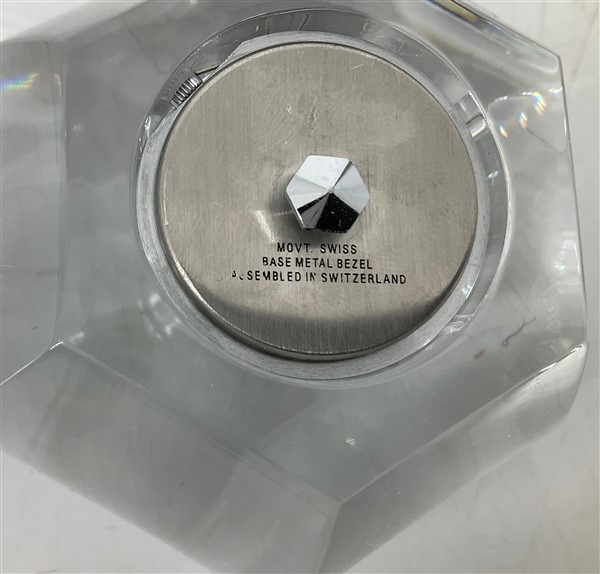 MOVT. SWISS
BASE METAL BEZEL
ASSEMBLED IN SWITZERLAND